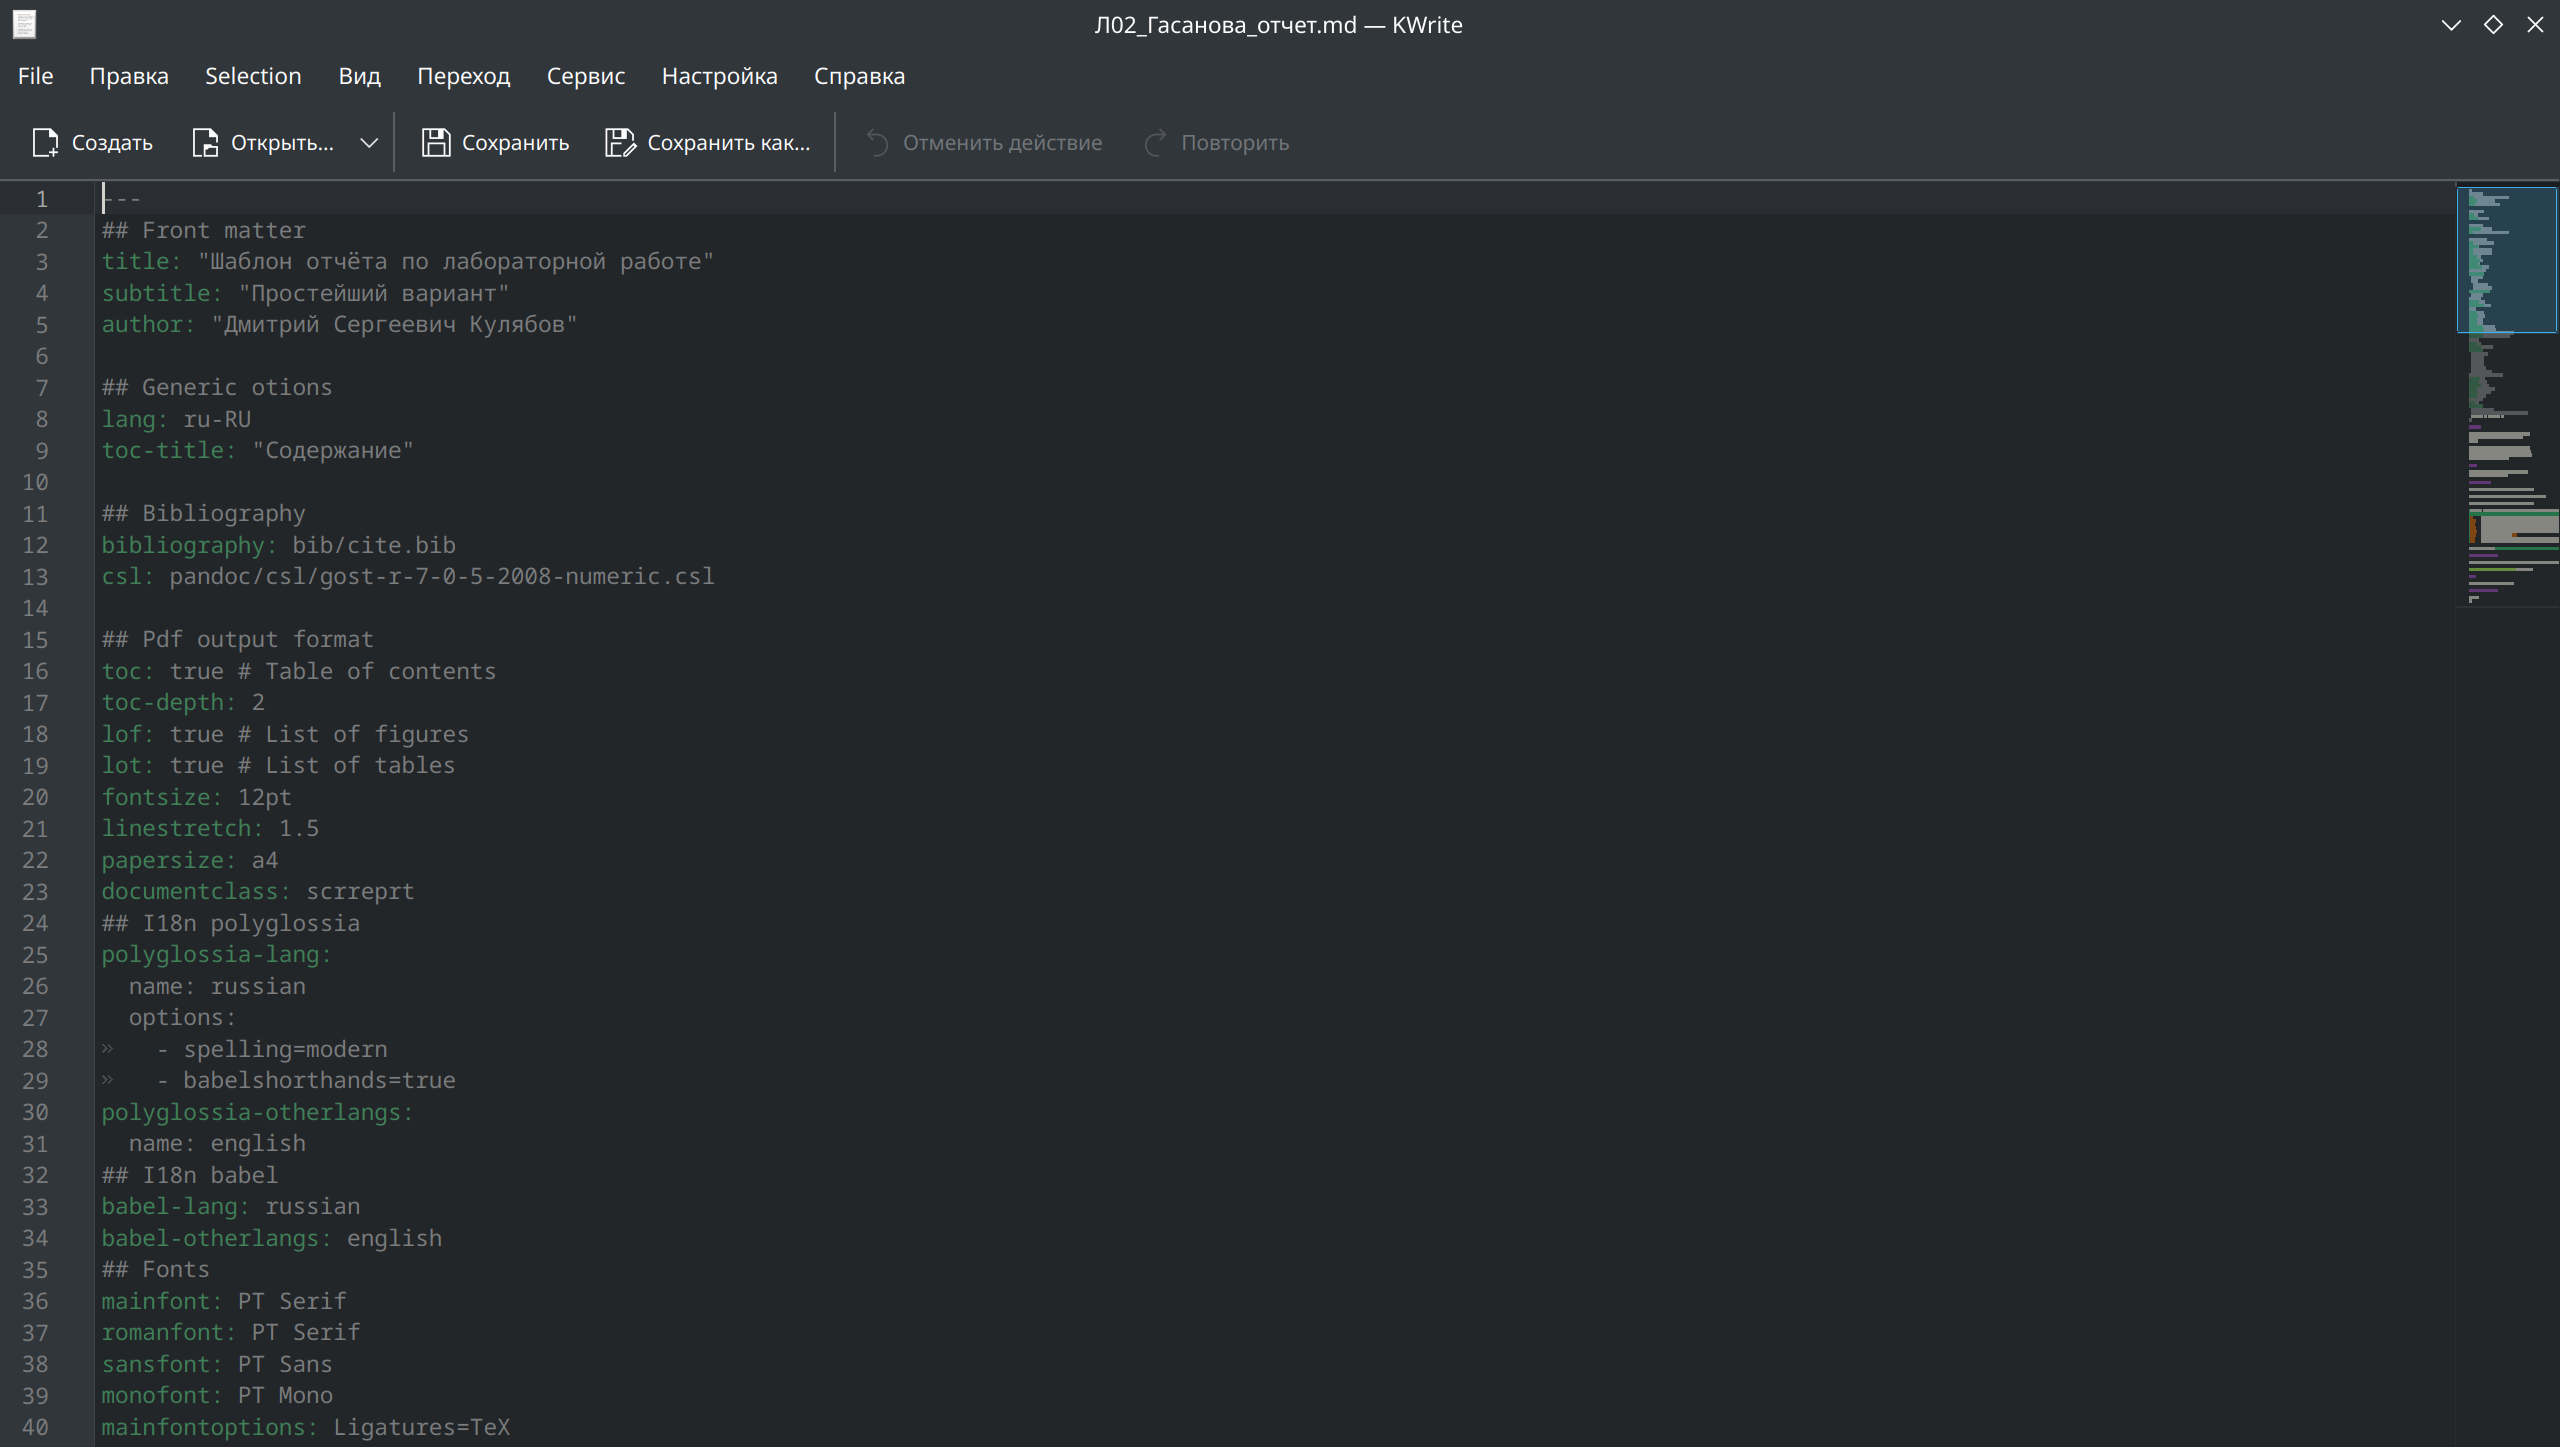 Л02_Гасанова_отчет.md — KWrite
File Правка Selection Вид Переход Сервис Настройка Справка
Создать Открыть... Сохранить Сохранить как... Отменить действие Повторить
1 ---
2 ## Front matter
3 title: "Шаблон отчёта по лабораторной работе"
4 subtitle: "Простейший вариант"
5 author: "Дмитрий Сергеевич Кулябов"
6
7 ## Generic otions
8 lang: ru-RU
9 toc-title: "Содержание"
10
11 ## Bibliography
12 bibliography: bib/cite.bib
13 csl: pandoc/csl/gost-r-7-0-5-2008-numeric.csl
14
15 ## Pdf output format
16 toc: true # Table of contents
17 toc-depth: 2
18 lof: true # List of figures
19 lot: true # List of tables
20 fontsize: 12pt
21 linestretch: 1.5
22 papersize: a4
23 documentclass: scrreprt
24 ## I18n polyglossia
25 polyglossia-lang:
26   name: russian
27   options:
28 »   - spelling=modern
29 »   - babelshorthands=true
30 polyglossia-otherlangs:
31   name: english
32 ## I18n babel
33 babel-lang: russian
34 babel-otherlangs: english
35 ## Fonts
36 mainfont: PT Serif
37 romanfont: PT Serif
38 sansfont: PT Sans
39 monofont: PT Mono
40 mainfontoptions: Ligatures=TeX